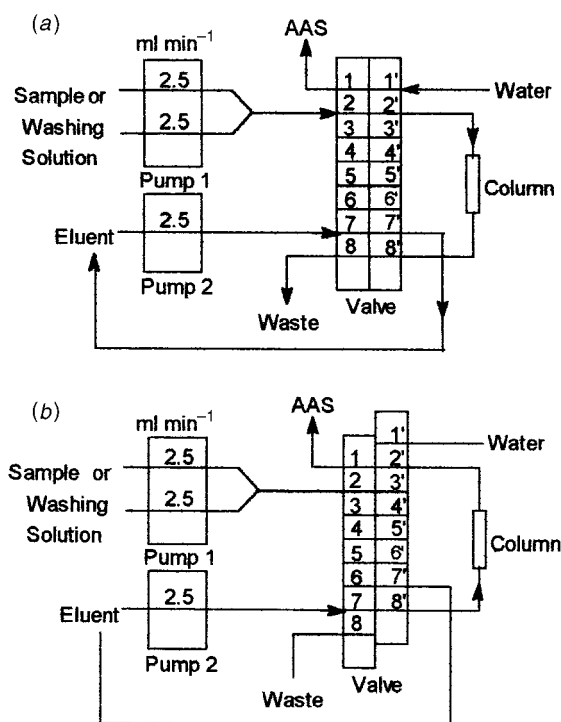 (a)
AAS
ml min⁻¹
2.5
1 1'
Water
Sample or
2 2'
Washing
2.5
3 3'
Solution
4 4'
Pump 1
5 5'
Column
6 6'
Eluent
2.5
7 7'
8 8'
Pump 2
Waste
Valve
(b)
AAS
ml min⁻¹
1'
Water
2.5
1 2'
Sample or
2 3'
Washing
2.5
3 4'
Solution
4 5'
Pump 1
5 6'
Column
6 7'
Eluent
2.5
7 8'
8
Pump 2
Waste
Valve